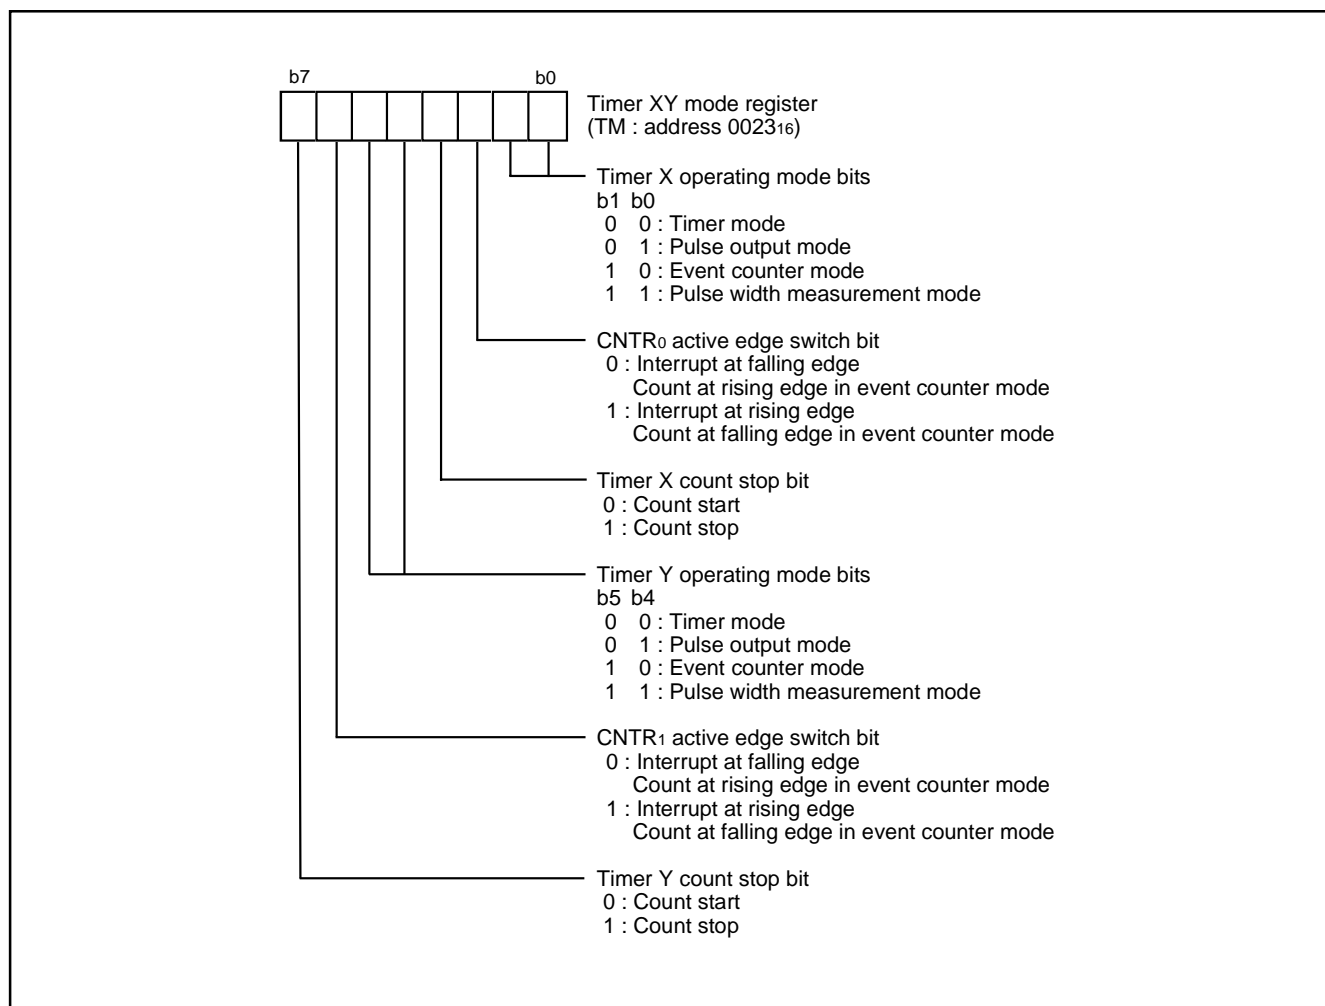 b7 b0
Timer XY mode register
(TM : address 002316)
Timer X operating mode bits
b1 b0
0 0 : Timer mode
0 1 : Pulse output mode
1 0 : Event counter mode
1 1 : Pulse width measurement mode
CNTR0 active edge switch bit
0 : Interrupt at falling edge
Count at rising edge in event counter mode
1 : Interrupt at rising edge
Count at falling edge in event counter mode
Timer X count stop bit
0 : Count start
1 : Count stop
Timer Y operating mode bits
b5 b4
0 0 : Timer mode
0 1 : Pulse output mode
1 0 : Event counter mode
1 1 : Pulse width measurement mode
CNTR1 active edge switch bit
0 : Interrupt at falling edge
Count at rising edge in event counter mode
1 : Interrupt at rising edge
Count at falling edge in event counter mode
Timer Y count stop bit
0 : Count start
1 : Count stop